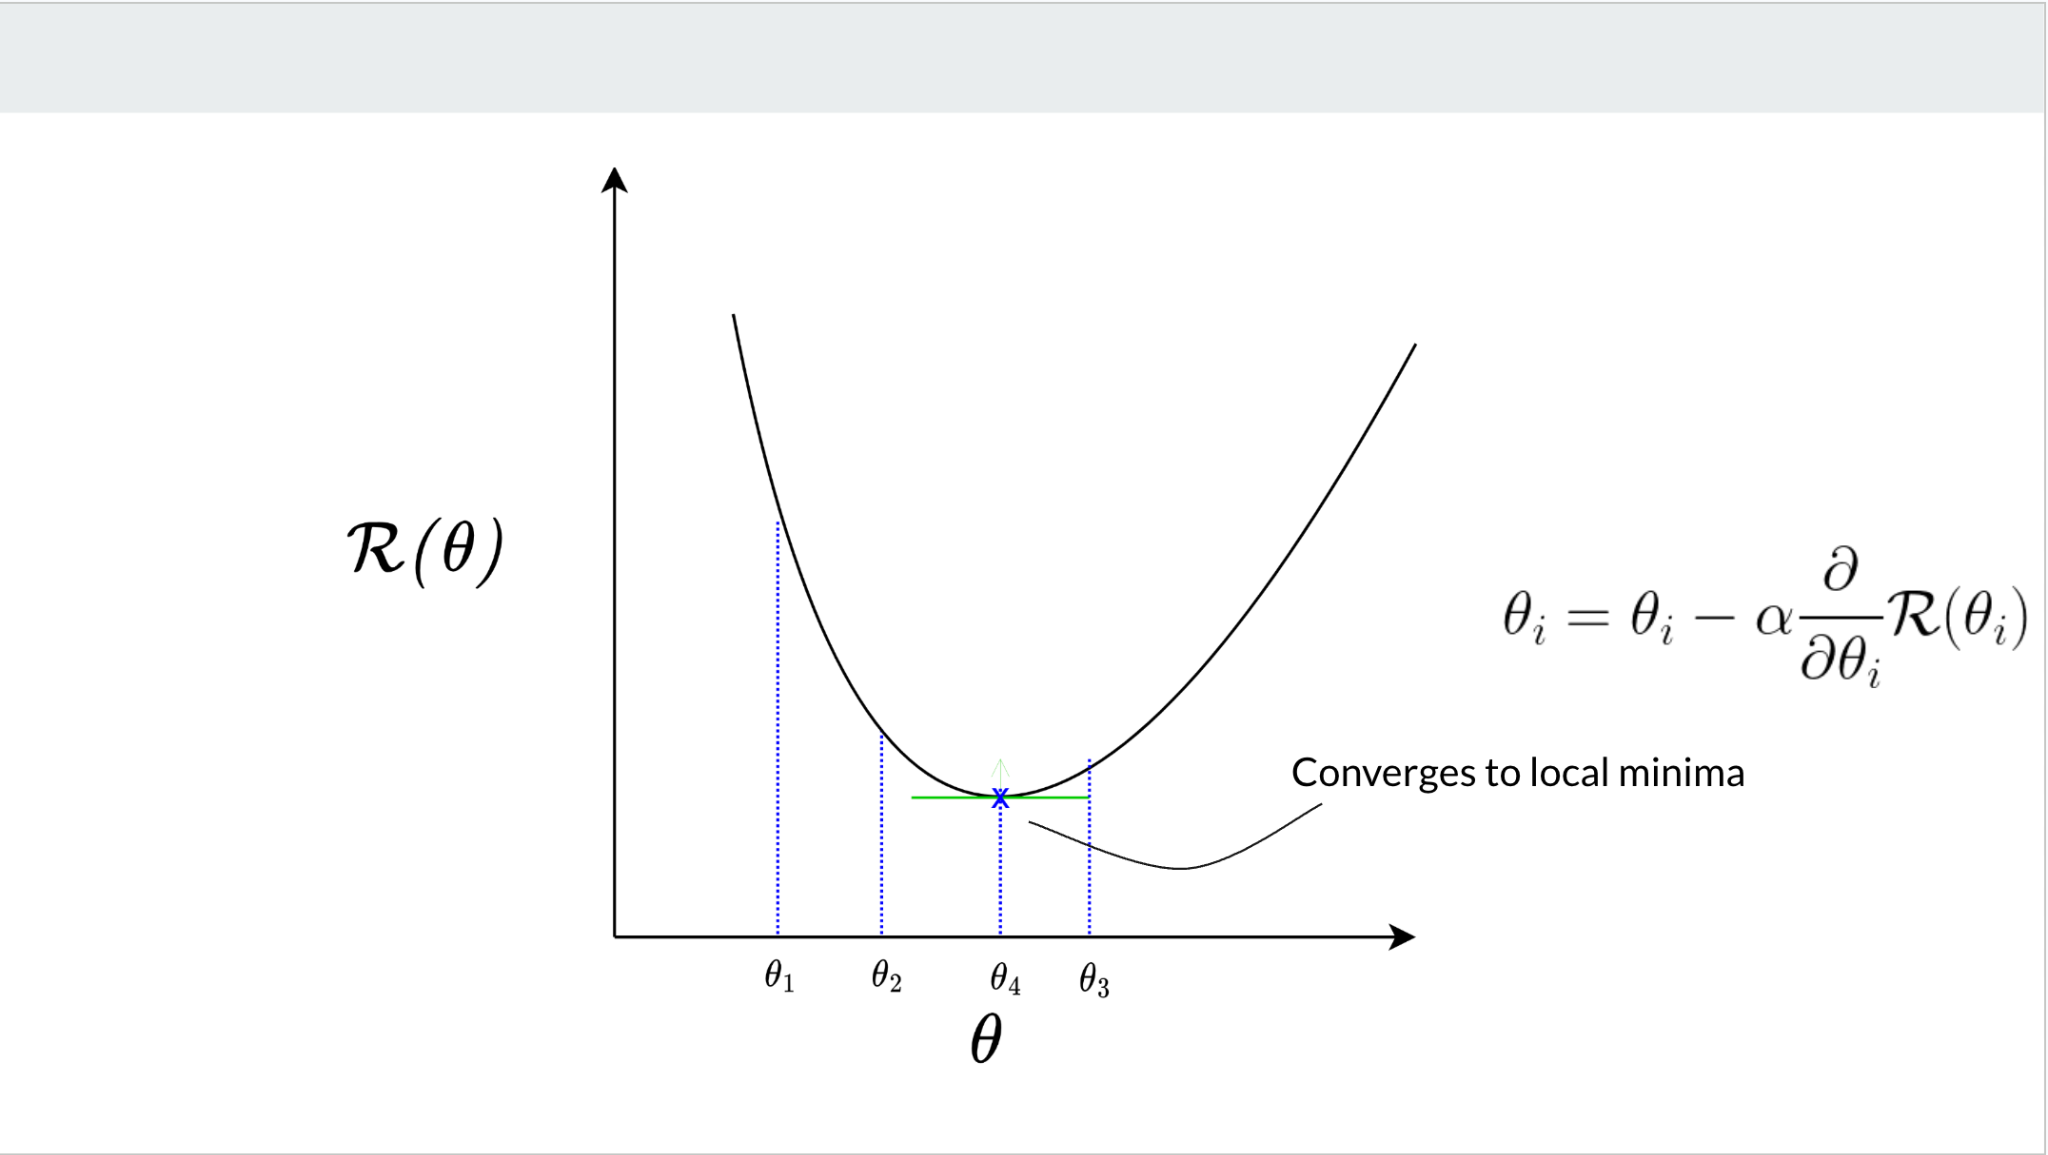 ℛ(θ)
θᵢ = θᵢ − α ∂/∂θᵢ ℛ(θᵢ)
Converges to local minima
x
θ₁ θ₂ θ₄ θ₃
θ